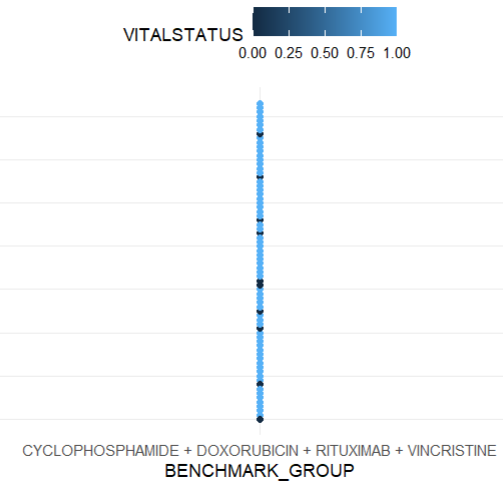 VITALSTATUS
0.00 0.25 0.50 0.75 1.00
CYCLOPHOSPHAMIDE + DOXORUBICIN + RITUXIMAB + VINCRISTINE
BENCHMARK_GROUP